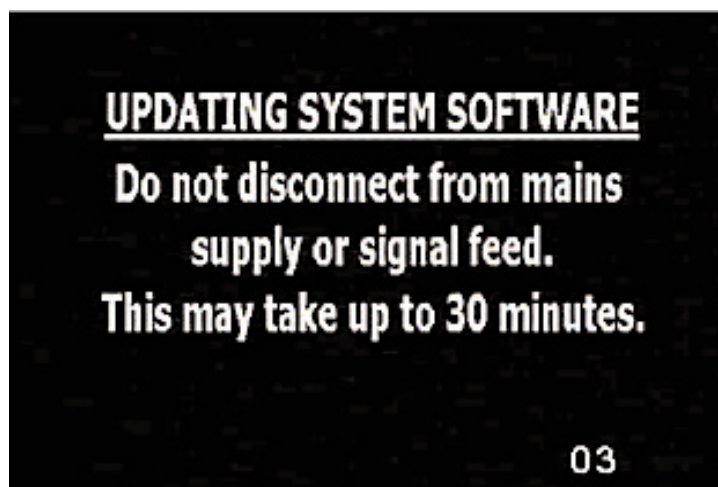 UPDATING SYSTEM SOFTWARE
Do not disconnect from mains
supply or signal feed.
This may take up to 30 minutes.
03